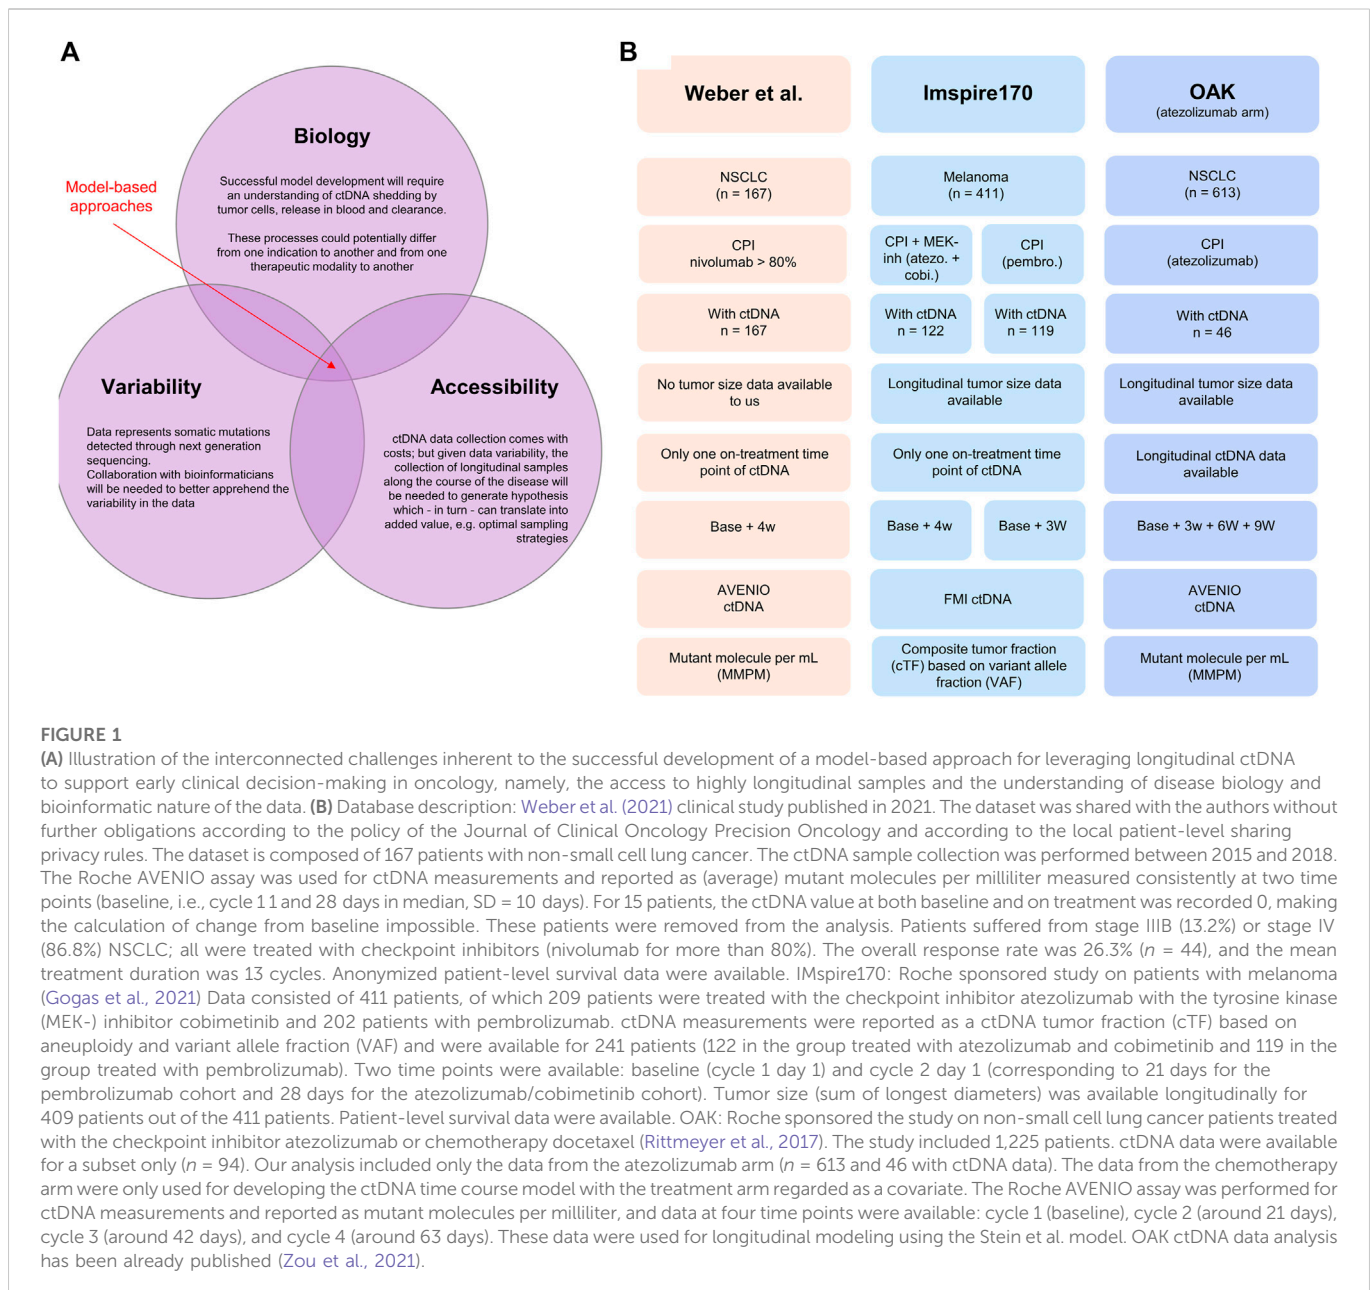 A
Biology
Successful model development will require
an understanding of ctDNA shedding by
tumor cells, release in blood and clearance.
These processes could potentially differ
from one indication to another and from one
therapeutic modality to another
Model-based
approaches
Variability
Data represents somatic mutations
detected through next generation
sequencing.
Collaboration with bioinformaticians
will be needed to better apprehend the
variability in the data
Accessibility
ctDNA data collection comes with
costs; but given data variability, the
collection of longitudinal samples
along the course of the disease will
be needed to generate hypothesis
which - in turn - can translate into
added value, e.g. optimal sampling
strategies
B
Weber et al.
Imspire170
OAK
(atezolizumab arm)
NSCLC
(n = 167)
Melanoma
(n = 411)
NSCLC
(n = 613)
CPI
nivolumab > 80%
CPI + MEK-
inh (atezo. +
cobi.)
CPI
(pembro.)
CPI
(atezolizumab)
With ctDNA
n = 167
With ctDNA
n = 122
With ctDNA
n = 119
With ctDNA
n = 46
No tumor size data available
to us
Longitudinal tumor size data
available
Longitudinal tumor size data
available
Only one on-treatment time
point of ctDNA
Only one on-treatment time
point of ctDNA
Longitudinal ctDNA data
available
Base + 4w
Base + 4w
Base + 3W
Base + 3w + 6W + 9W
AVENIO
ctDNA
FMI ctDNA
AVENIO
ctDNA
Mutant molecule per mL
(MMPM)
Composite tumor fraction
(cTF) based on variant allele
fraction (VAF)
Mutant molecule per mL
(MMPM)
FIGURE 1
(A) Illustration of the interconnected challenges inherent to the successful development of a model-based approach for leveraging longitudinal ctDNA
to support early clinical decision-making in oncology, namely, the access to highly longitudinal samples and the understanding of disease biology and
bioinformatic nature of the data. (B) Database description: Weber et al. (2021) clinical study published in 2021. The dataset was shared with the authors without
further obligations according to the policy of the Journal of Clinical Oncology Precision Oncology and according to the local patient-level sharing
privacy rules. The dataset is composed of 167 patients with non-small cell lung cancer. The ctDNA sample collection was performed between 2015 and 2018.
The Roche AVENIO assay was used for ctDNA measurements and reported as (average) mutant molecules per milliliter measured consistently at two time
points (baseline, i.e., cycle 1 1 and 28 days in median, SD = 10 days). For 15 patients, the ctDNA value at both baseline and on treatment was recorded 0, making
the calculation of change from baseline impossible. These patients were removed from the analysis. Patients suffered from stage IIIB (13.2%) or stage IV
(86.8%) NSCLC; all were treated with checkpoint inhibitors (nivolumab for more than 80%). The overall response rate was 26.3% (n = 44), and the mean
treatment duration was 13 cycles. Anonymized patient-level survival data were available. IMspire170: Roche sponsored study on patients with melanoma
(Gogas et al., 2021) Data consisted of 411 patients, of which 209 patients were treated with the checkpoint inhibitor atezolizumab with the tyrosine kinase
(MEK-) inhibitor cobimetinib and 202 patients with pembrolizumab. ctDNA measurements were reported as a ctDNA tumor fraction (cTF) based on
aneuploidy and variant allele fraction (VAF) and were available for 241 patients (122 in the group treated with atezolizumab and cobimetinib and 119 in the
group treated with pembrolizumab). Two time points were available: baseline (cycle 1 day 1) and cycle 2 day 1 (corresponding to 21 days for the
pembrolizumab cohort and 28 days for the atezolizumab/cobimetinib cohort). Tumor size (sum of longest diameters) was available longitudinally for
409 patients out of the 411 patients. Patient-level survival data were available. OAK: Roche sponsored the study on non-small cell lung cancer patients treated
with the checkpoint inhibitor atezolizumab or chemotherapy docetaxel (Rittmeyer et al., 2017). The study included 1,225 patients. ctDNA data were available
for a subset only (n = 94). Our analysis included only the data from the atezolizumab arm (n = 613 and 46 with ctDNA data). The data from the chemotherapy
arm were only used for developing the ctDNA time course model with the treatment arm regarded as a covariate. The Roche AVENIO assay was performed for
ctDNA measurements and reported as mutant molecules per milliliter, and data at four time points were available: cycle 1 (baseline), cycle 2 (around 21 days),
cycle 3 (around 42 days), and cycle 4 (around 63 days). These data were used for longitudinal modeling using the Stein et al. model. OAK ctDNA data analysis
has been already published (Zou et al., 2021).